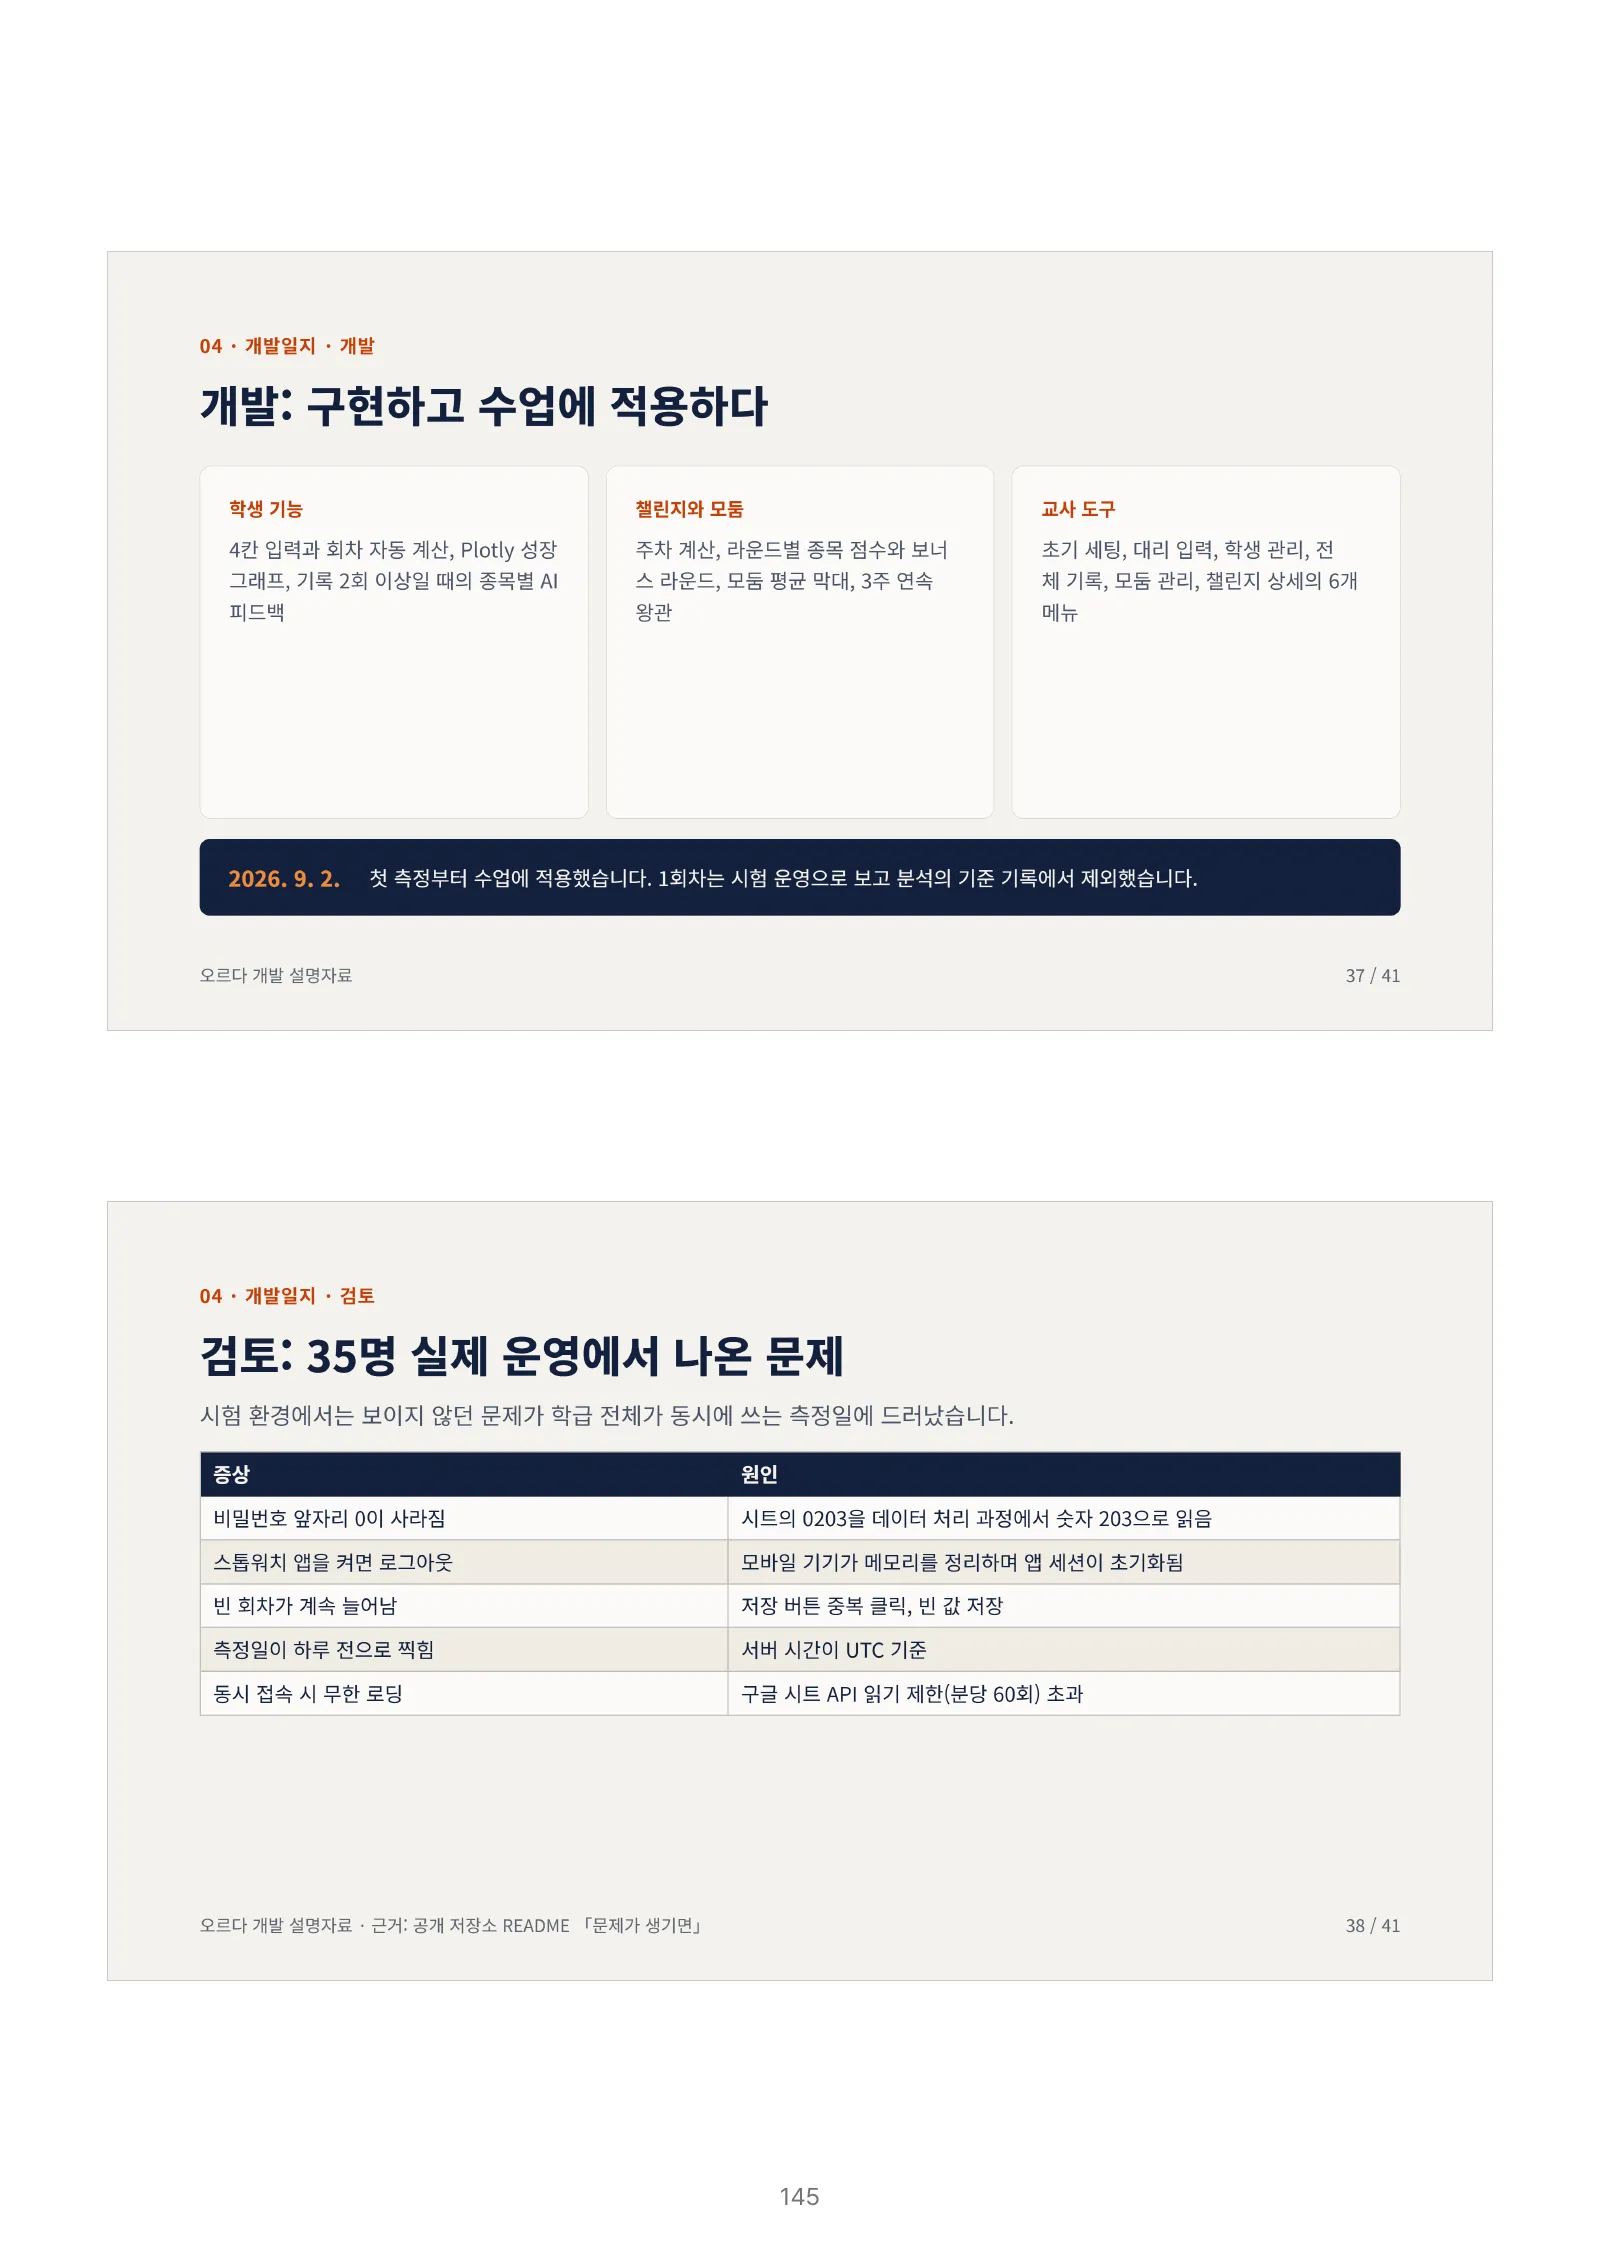 04 · 개발일지 · 개발
개발: 구현하고 수업에 적용하다
학생 기능
4칸 입력과 회차 자동 계산, Plotly 성장
그래프, 기록 2회 이상일 때의 종목별 AI
피드백
챌린지와 모둠
주차 계산, 라운드별 종목 점수와 보너
스 라운드, 모둠 평균 막대, 3주 연속
왕관
교사 도구
초기 세팅, 대리 입력, 학생 관리, 전
체 기록, 모둠 관리, 챌린지 상세의 6개
메뉴
2026. 9. 2. 첫 측정부터 수업에 적용했습니다. 1회차는 시험 운영으로 보고 분석의 기준 기록에서 제외했습니다.
오르다 개발 설명자료 37 / 41
04 · 개발일지 · 검토
검토: 35명 실제 운영에서 나온 문제
시험 환경에서는 보이지 않던 문제가 학급 전체가 동시에 쓰는 측정일에 드러났습니다.
증상 원인
비밀번호 앞자리 0이 사라짐 시트의 0203을 데이터 처리 과정에서 숫자 203으로 읽음
스톱워치 앱을 켜면 로그아웃 모바일 기기가 메모리를 정리하며 앱 세션이 초기화됨
빈 회차가 계속 늘어남 저장 버튼 중복 클릭, 빈 값 저장
측정일이 하루 전으로 찍힘 서버 시간이 UTC 기준
동시 접속 시 무한 로딩 구글 시트 API 읽기 제한(분당 60회) 초과
오르다 개발 설명자료 · 근거: 공개 저장소 README 「문제가 생기면」 38 / 41
145